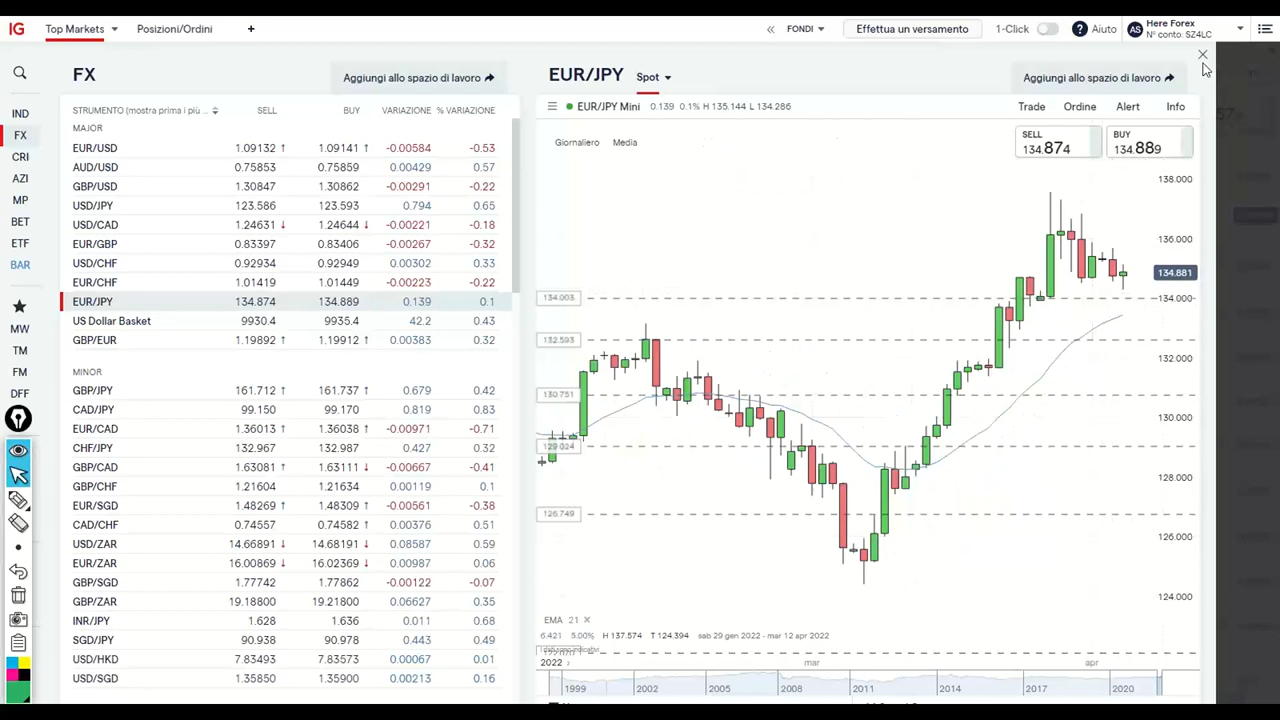 IG Top Markets Posizioni/Ordini + « FONDI Effettua un versamento 1-Click ? Aiuto AS Here Forex
Nº conto: SZ4LC
FX Aggiungi allo spazio di lavoro
STRUMENTO (mostra prima i più ... SELL BUY VARIAZIONE % VARIAZIONE
MAJOR
EUR/USD 1.09132 ↑ 1.09141 ↑ -0.00584 -0.53
AUD/USD 0.75853 0.75859 0.00429 0.57
GBP/USD 1.30847 1.30862 -0.00291 -0.22
USD/JPY 123.586 123.593 0.794 0.65
USD/CAD 1.24631 ↓ 1.24644 ↓ -0.00221 -0.18
EUR/GBP 0.83397 0.83406 -0.00267 -0.32
USD/CHF 0.92934 0.92949 0.00302 0.33
EUR/CHF 1.01419 1.01449 -0.00223 -0.22
EUR/JPY 134.874 134.889 0.139 0.1
US Dollar Basket 9930.4 9935.4 42.2 0.43
GBP/EUR 1.19892 ↑ 1.19912 ↑ 0.00383 0.32
MINOR
GBP/JPY 161.712 ↑ 161.737 ↑ 0.679 0.42
CAD/JPY 99.150 99.170 0.819 0.83
EUR/CAD 1.36013 ↑ 1.36038 ↑ -0.00971 -0.71
CHF/JPY 132.967 132.987 0.427 0.32
GBP/CAD 1.63081 1.63111 ↓ -0.00667 -0.41
GBP/CHF 1.21604 1.21634 0.00119 0.1
EUR/SGD 1.48269 ↑ 1.48309 ↑ -0.00561 -0.38
CAD/CHF 0.74557 0.74582 ↑ 0.00376 0.51
USD/ZAR 14.66891 ↓ 14.68191 ↓ 0.08587 0.59
EUR/ZAR 16.00869 ↓ 16.02369 ↓ 0.00987 0.06
USD/SGD 1.77742 1.77862 -0.00122 -0.07
GBP/ZAR 19.18800 19.21800 0.06627 0.35
INR/JPY 1.628 1.636 0.011 0.68
SGD/JPY 90.938 90.978 0.443 0.49
USD/HKD 7.83493 7.83573 0.00067 0.01
USD/SGD 1.35850 1.35900 0.00213 0.16
IND
FX
CRI
AZI
MP
BET
ETF
BAR
MW
TM
FM
DFF
EUR/JPY Spot Aggiungi allo spazio di lavoro
EUR/JPY Mini 0.139 0.1% H 135.144 L 134.286 Trade Ordine Alert Info
Giornaliero Media
SELL
134.874
BUY
134.889
138.000
136.000
134.881
134.000
132.000
130.000
128.000
126.000
124.000
134.003
132.593
130.751
129.024
126.749
EMA 21 ×
6.421 5.00% H 137.574 T 124.394 sab 29 gen 2022 - mar 12 apr 2022
2022 › mar apr
1999 2002 2005 2008 2011 2014 2017 2020